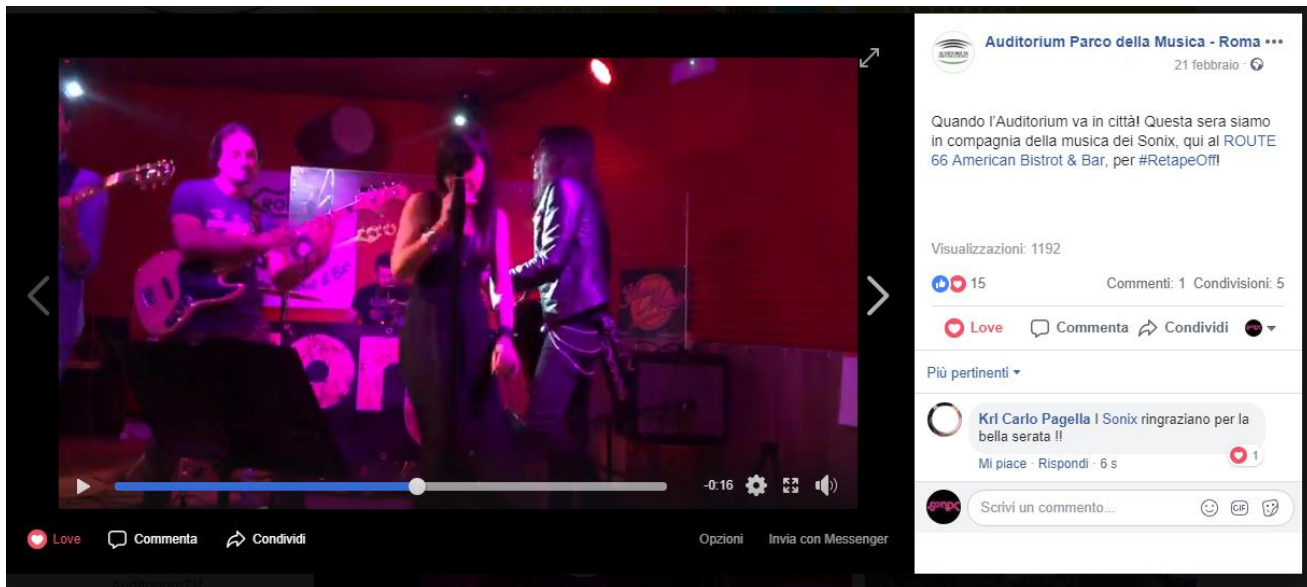 Auditorium Parco della Musica - Roma
21 febbraio
Quando l'Auditorium va in città! Questa sera siamo
in compagnia della musica dei Sonix, qui al ROUTE
66 American Bistrot & Bar, per #RetapeOff!
Visualizzazioni: 1192
15
Commenti: 1 Condivisioni: 5
Love Commenta Condividi
Più pertinenti
Krl Carlo Pagella I Sonix ringraziano per la
bella serata !!
1
Mi piace · Rispondi · 6 s
sonix
Scrivi un commento...
GIF
-0:16
Love Commenta Condividi
Opzioni Invia con Messenger
AuditoriumTV